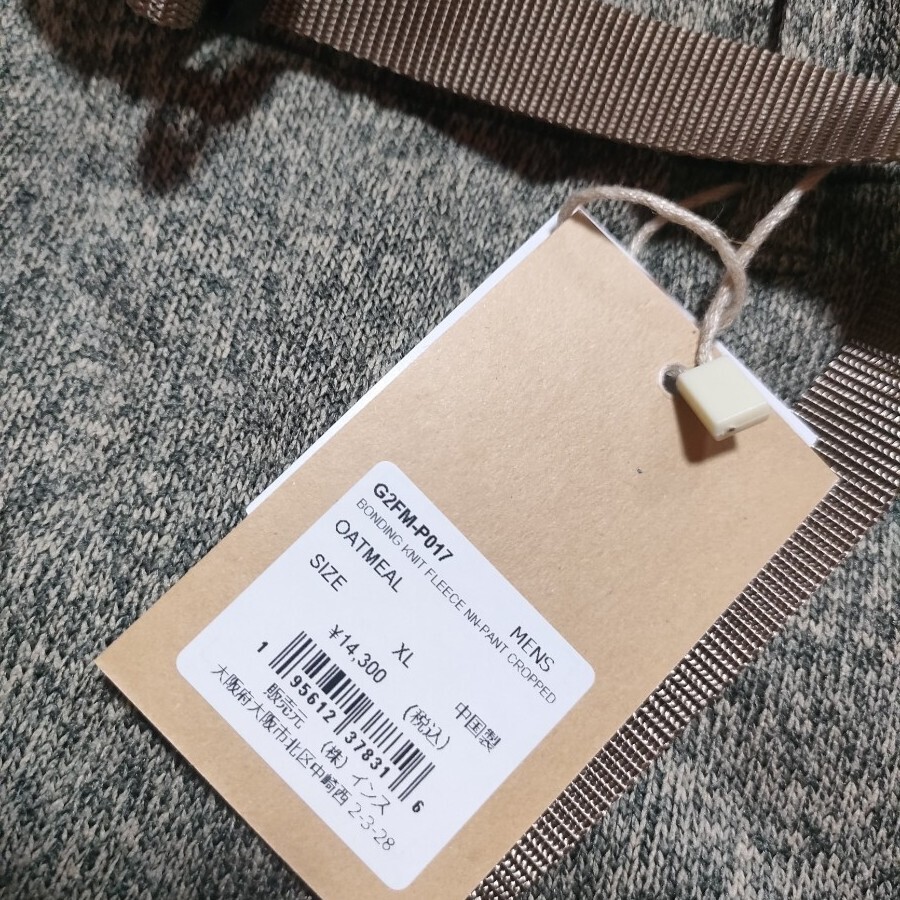 G2FM-P017 MENS
BONDING KNIT FLEECE NN-PANT CROPPED
OATMEAL
SIZE XL 中国製
¥14,300 (税込)
1 95612 37831 6
販売元 (株)インス
大阪府大阪市北区中崎西 2-3-28